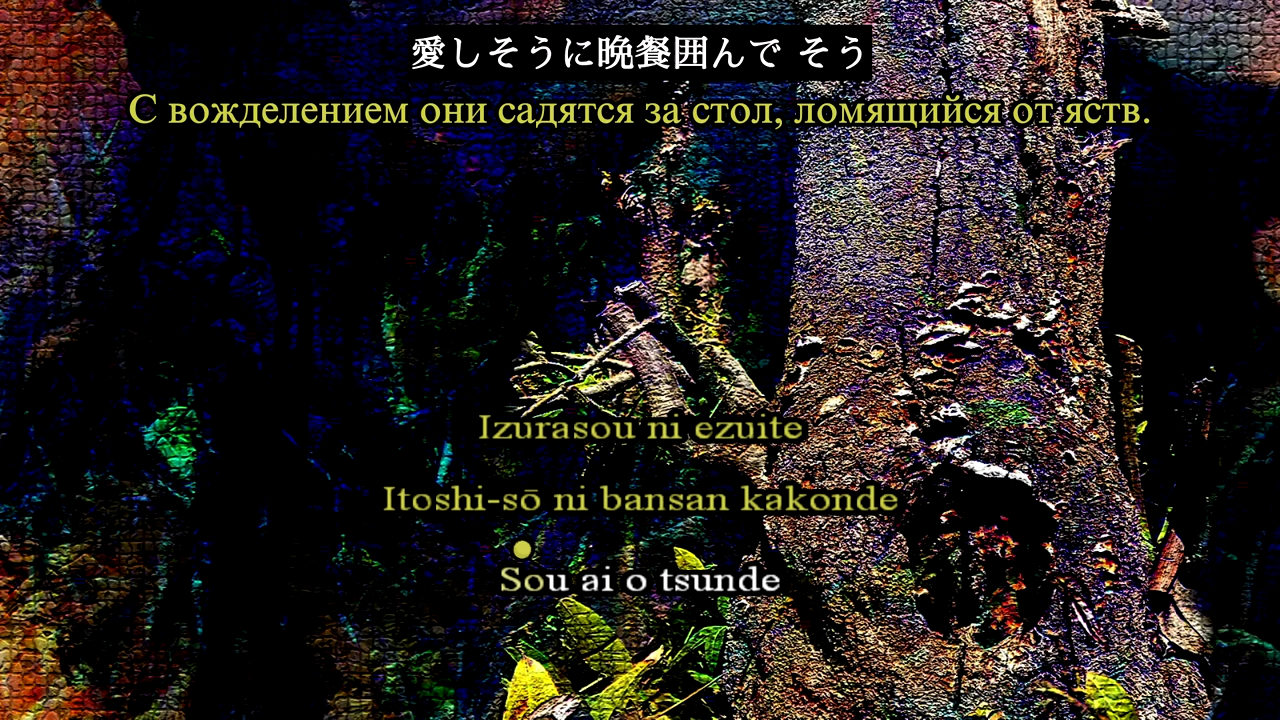 愛しそうに晩餐囲んで そう
С вожделением они садятся за стол, ломящийся от яств.
Izurasou ni ezuite
Itoshi-sō ni bansan kakonde
Sou ai o tsunde